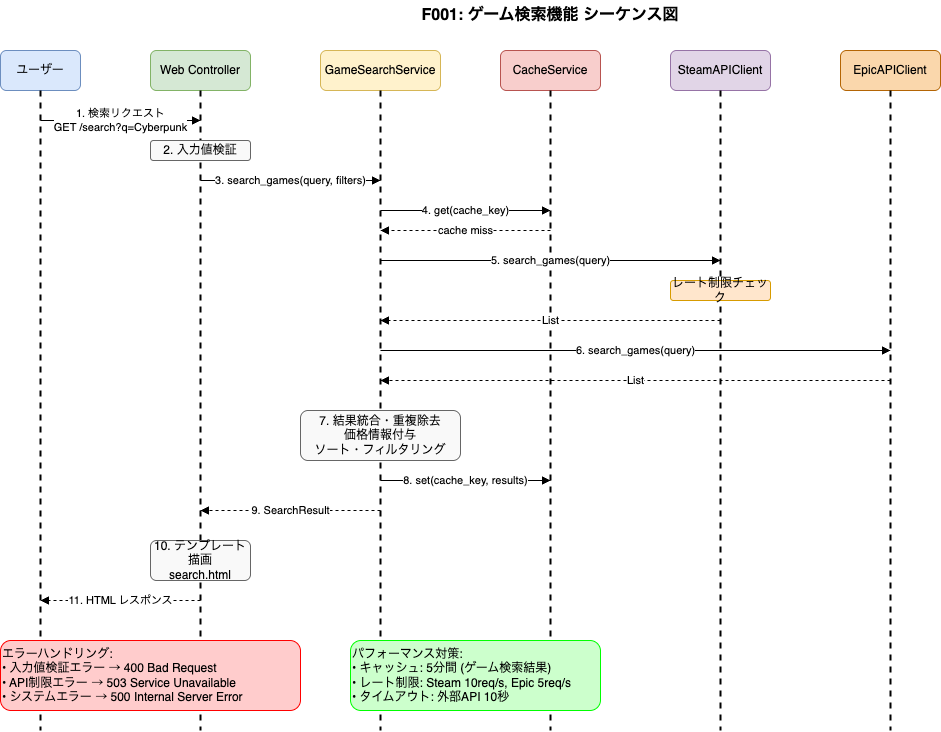 F001: ゲーム検索機能 シーケンス図
ユーザー
Web Controller
GameSearchService
CacheService
SteamAPIClient
EpicAPIClient
1. 検索リクエスト
GET /search?q=Cyberpunk
2. 入力値検証
3. search_games(query, filters)
4. get(cache_key)
cache miss
5. search_games(query)
レート制限チェッ
ク
List
6. search_games(query)
List
7. 結果統合・重複除去
価格情報付与
ソート・フィルタリング
8. set(cache_key, results)
9. SearchResult
10. テンプレート
描画
search.html
11. HTML レスポンス
エラーハンドリング:
• 入力値検証エラー → 400 Bad Request
• API制限エラー → 503 Service Unavailable
• システムエラー → 500 Internal Server Error
パフォーマンス対策:
• キャッシュ: 5分間 (ゲーム検索結果)
• レート制限: Steam 10req/s, Epic 5req/s
• タイムアウト: 外部API 10秒